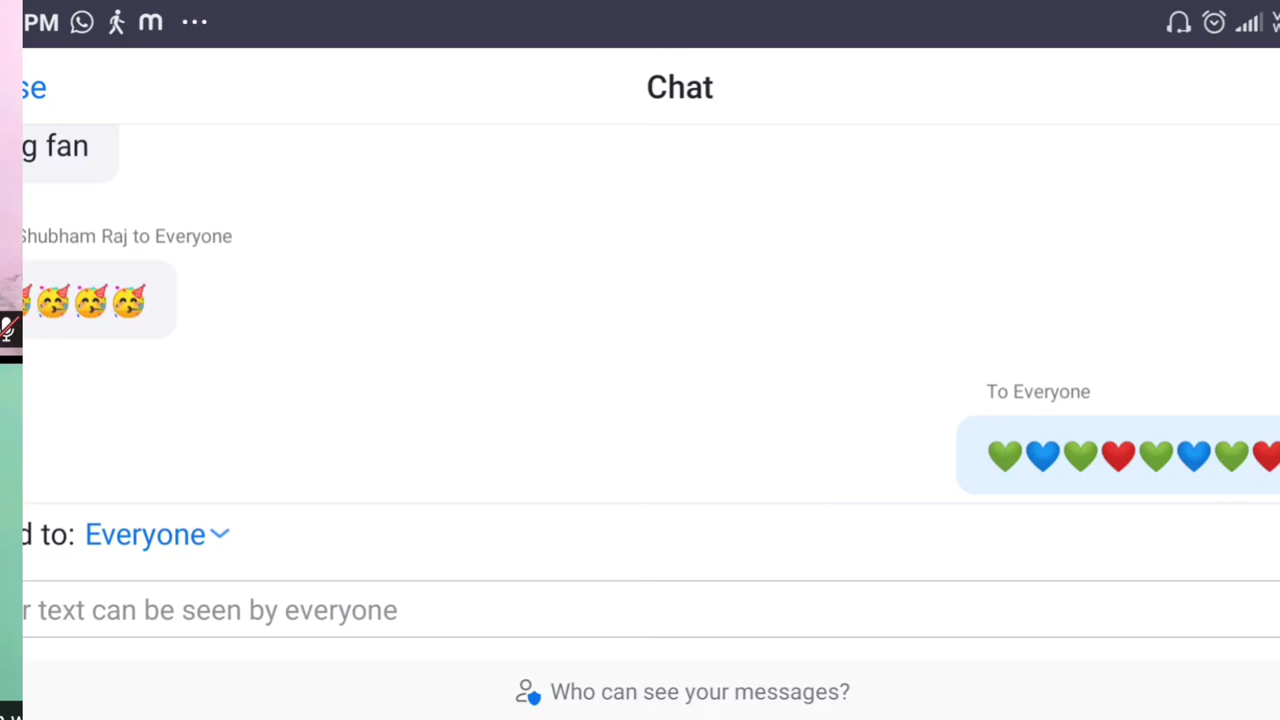 PM
Chat
g fan
Shubham Raj to Everyone
🥳🥳🥳
To Everyone
💚💙💚❤️💚💙💚❤️
to: Everyone
text can be seen by everyone
Who can see your messages?